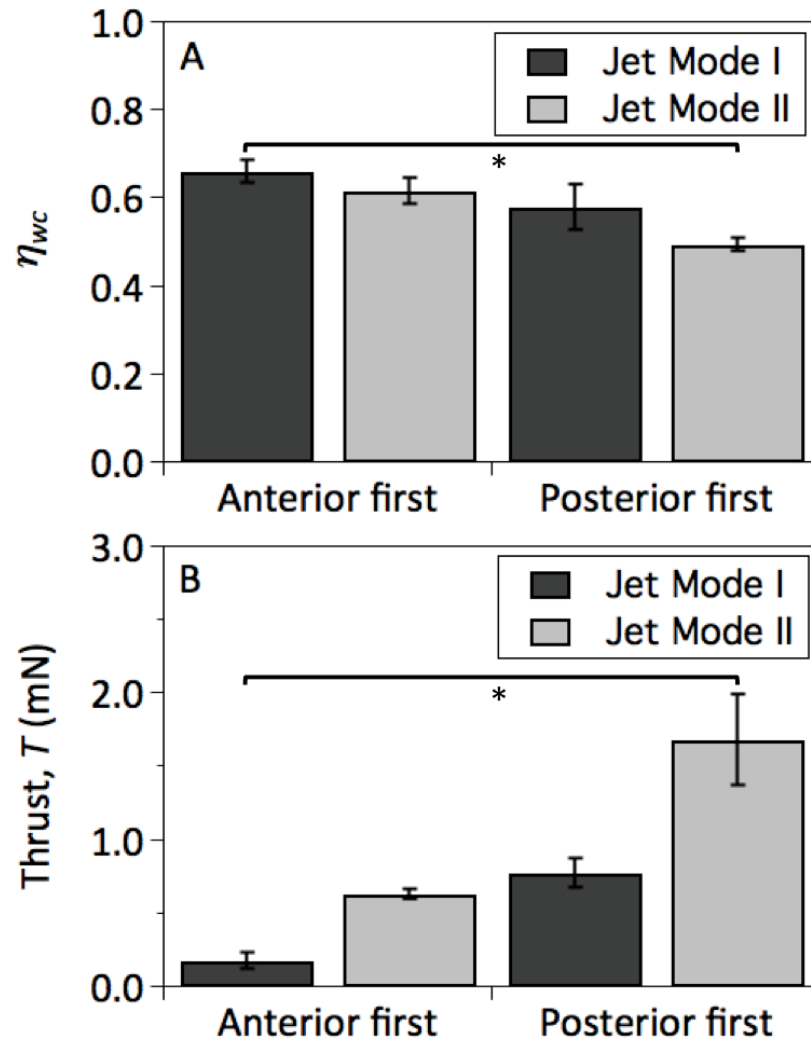 A
Jet Mode I
Jet Mode II
1.0
0.8
0.6
0.4
0.2
0.0
ηwc
*
Anterior first Posterior first
B
Jet Mode I
Jet Mode II
3.0
2.0
1.0
0.0
Thrust, T (mN)
*
Anterior first Posterior first